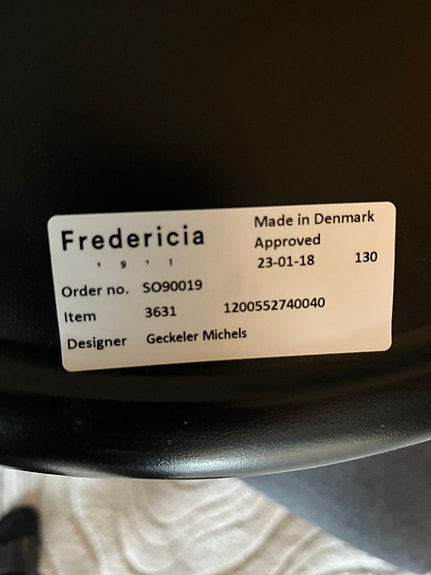 Fredericia
1 9 1 1
Made in Denmark
Approved
23-01-18 130
Order no. SO90019
Item 3631 1200552740040
Designer Geckeler Michels